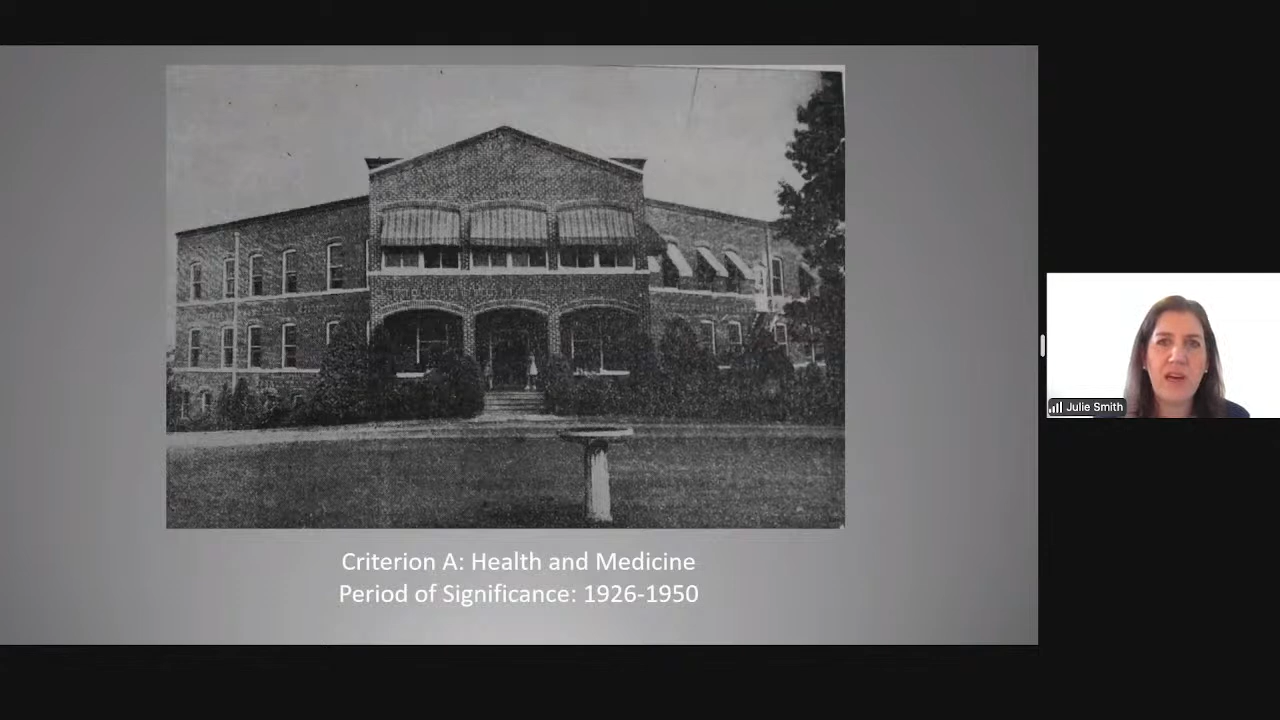 Criterion A: Health and Medicine
Period of Significance: 1926-1950
Julie Smith